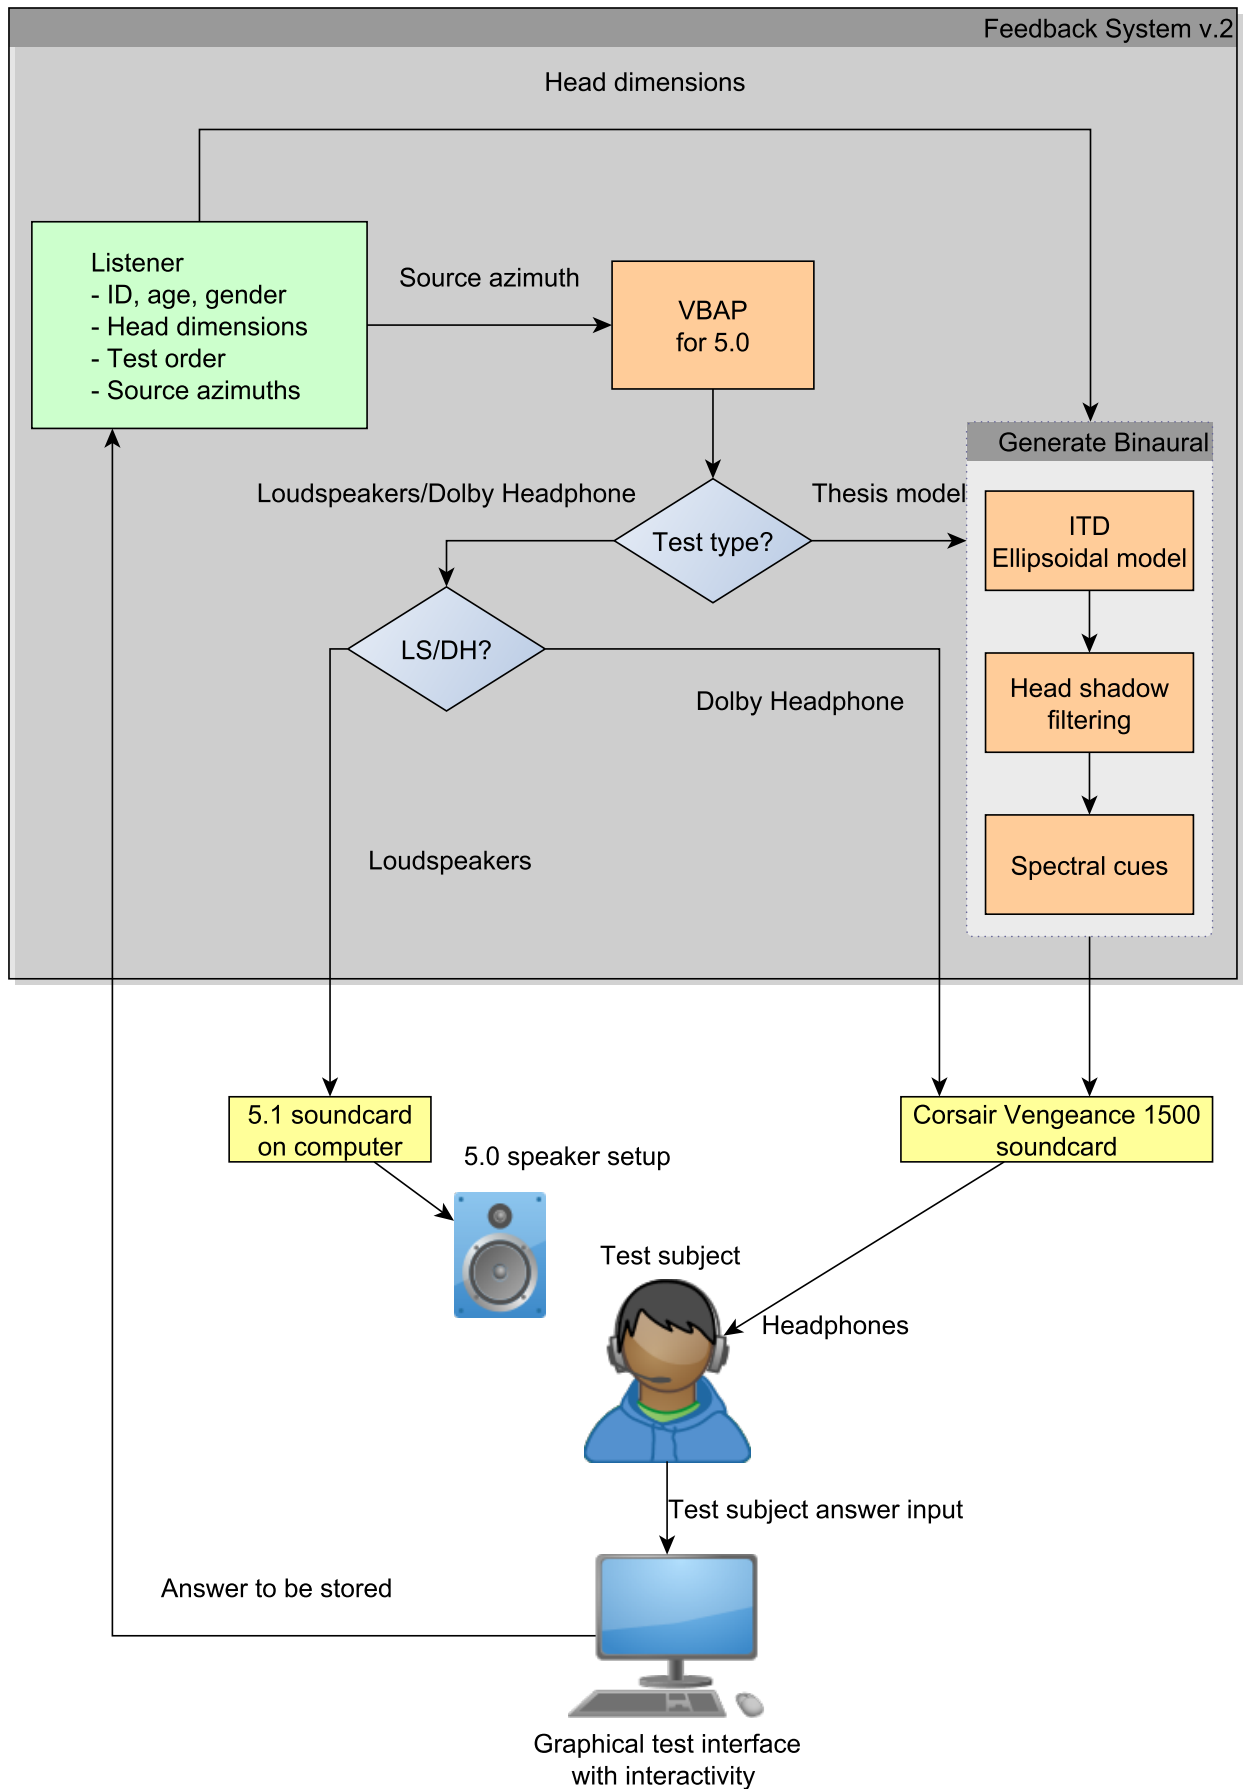 Feedback System v.2
Head dimensions
Listener
- ID, age, gender
- Head dimensions
- Test order
- Source azimuths
Source azimuth
VBAP
for 5.0
Generate Binaural
Loudspeakers/Dolby Headphone
Test type?
Thesis model
ITD
Ellipsoidal model
LS/DH?
Head shadow
filtering
Dolby Headphone
Loudspeakers
Spectral cues
5.1 soundcard
on computer
Corsair Vengeance 1500
soundcard
5.0 speaker setup
Test subject
Headphones
Test subject answer input
Answer to be stored
Graphical test interface
with interactivity